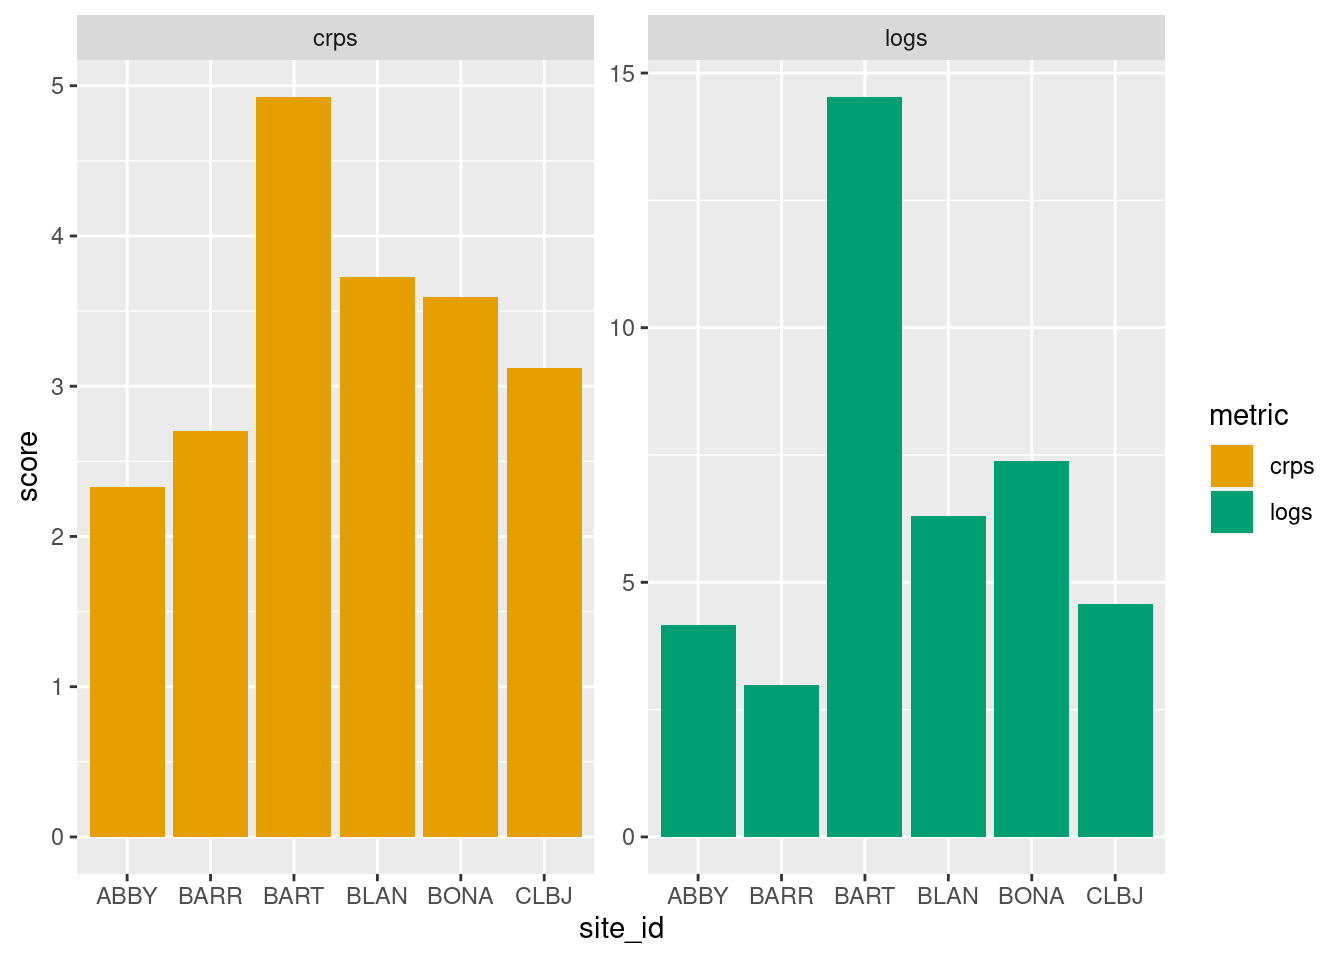 crps
logs
score
5
4
3
2
1
0
15
10
5
0
ABBY BARR BART BLAN BONA CLBJ
ABBY BARR BART BLAN BONA CLBJ
site_id
metric
crps
logs